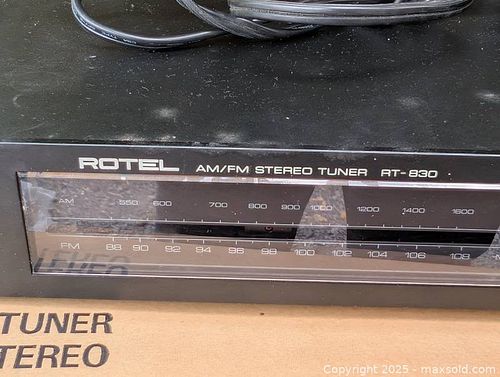 ROTEL AM/FM STEREO TUNER RT-830
AM 550 600 700 800 900 1000 1200 1400 1600
FM 88 90 92 94 96 98 100 102 104 106 108
TUNER
TEREO
Copyright © 2025 - maxsold.com